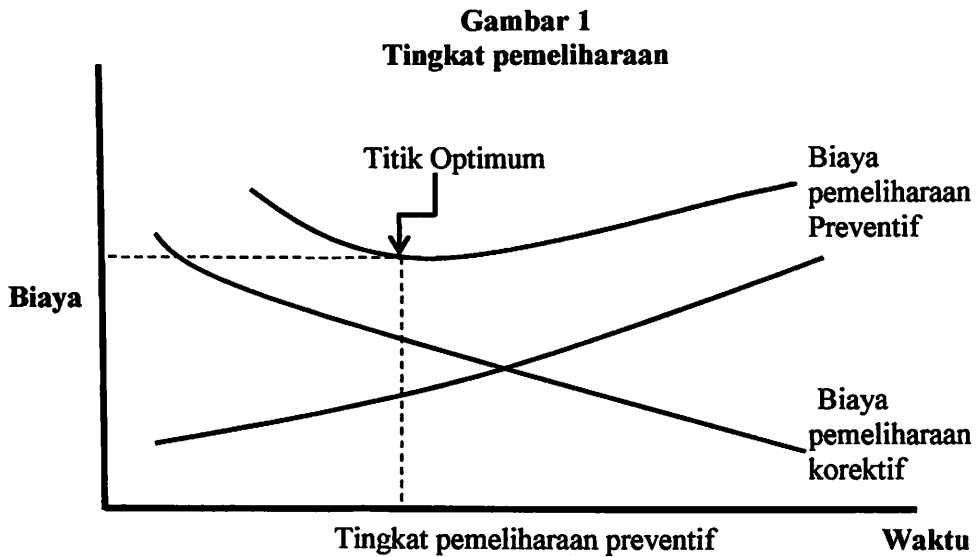 Gambar 1
Tingkat pemeliharaan
Titik Optimum
Biaya
pemeliharaan
Preventif
Biaya
Biaya
pemeliharaan
korektif
Tingkat pemeliharaan preventif
Waktu